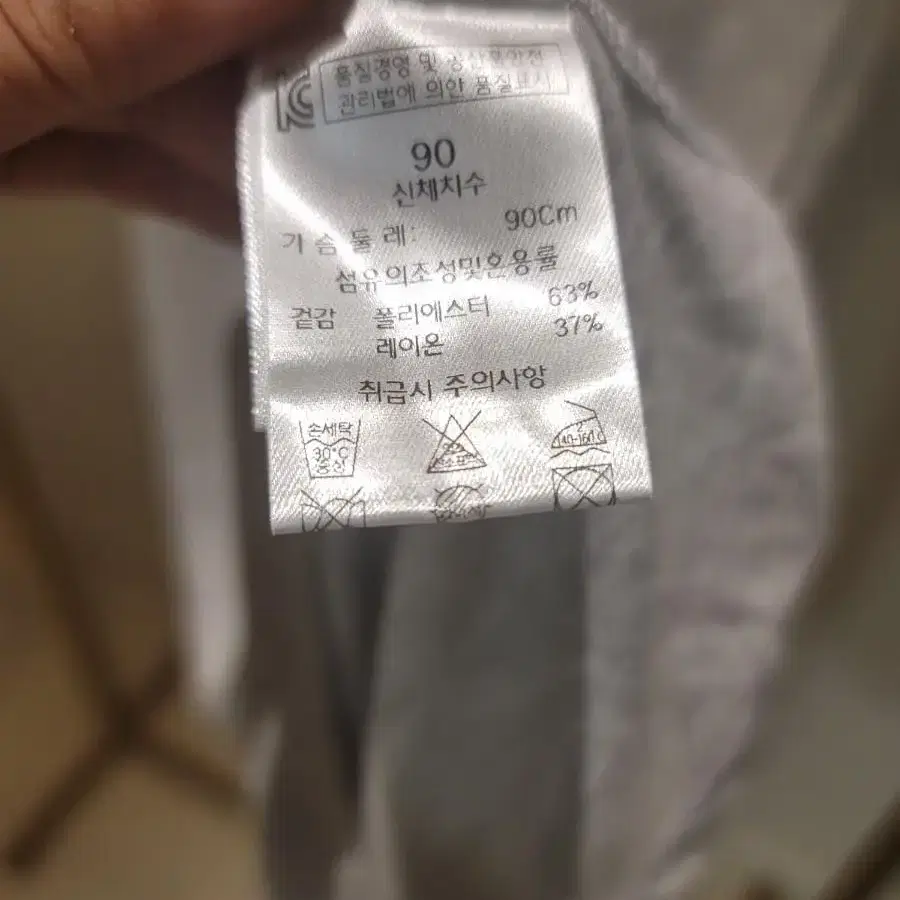 품질경영 및 공산품안전
관리법에 의한 품질표시
90
신체치수
가슴둘레: 90Cm
섬유의조성및혼용률
겉감 폴리에스터 63%
레이온 37%
취급시 주의사항
손세탁
30℃
중성
2
140-160℃